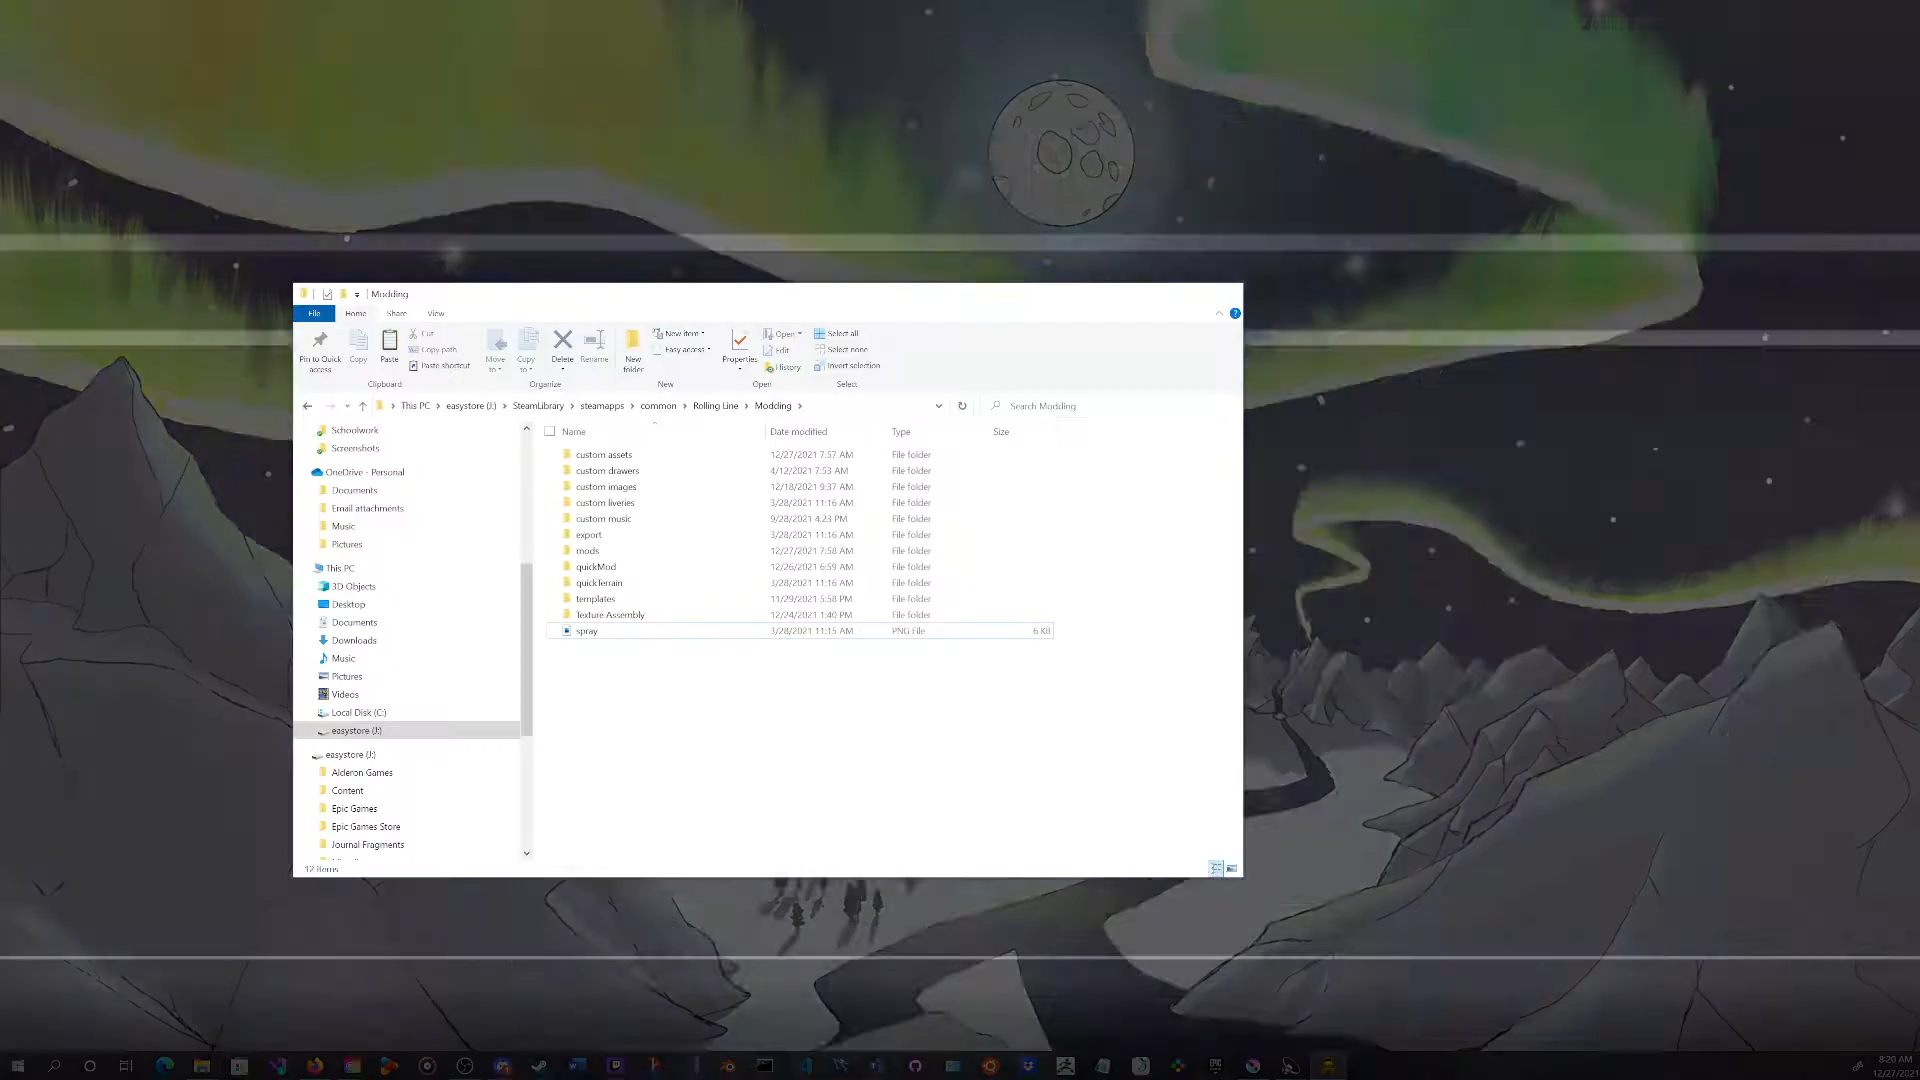 Modding
File Home Share View
Pin to Quick access Copy Paste Cut Copy path Paste shortcut Move to Copy to Delete Rename New folder New item Easy access Properties Open Edit History Select all Select none Invert selection
Clipboard Organize New Open Select
This PC > easystore (J:) > SteamLibrary > steamapps > common > Rolling Line > Modding > Search Modding
Schoolwork
Screenshots
OneDrive - Personal
Documents
Email attachments
Music
Pictures
This PC
3D Objects
Desktop
Documents
Downloads
Music
Pictures
Videos
Local Disk (C:)
easystore (J:)
easystore (J:)
Alderon Games
Content
Epic Games
Epic Games Store
Journal Fragments
Name Date modified Type Size
custom assets 12/27/2021 7:57 AM File folder
custom drawers 4/12/2021 7:53 AM File folder
custom images 12/18/2021 9:37 AM File folder
custom liveries 3/28/2021 11:16 AM File folder
custom music 9/28/2021 4:23 PM File folder
export 3/28/2021 11:16 AM File folder
mods 12/27/2021 7:58 AM File folder
quickMod 12/26/2021 6:59 AM File folder
quickTerrain 3/28/2021 11:16 AM File folder
templates 11/29/2021 5:58 PM File folder
Texture Assembly 12/24/2021 1:40 PM File folder
spray 3/28/2021 11:15 AM PNG File 6 KB
12 items
8:20 AM
12/27/2021